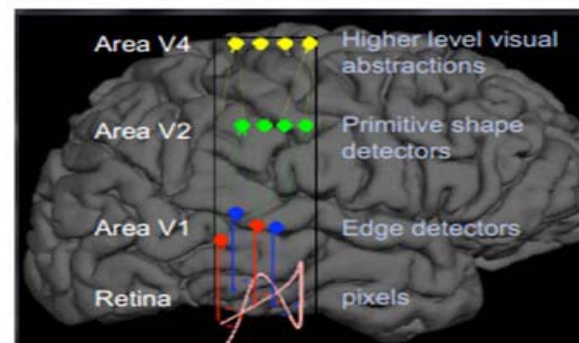 Area V4
Higher level visual
abstractions
Area V2
Primitive shape
detectors
Area V1
Edge detectors
Retina
pixels